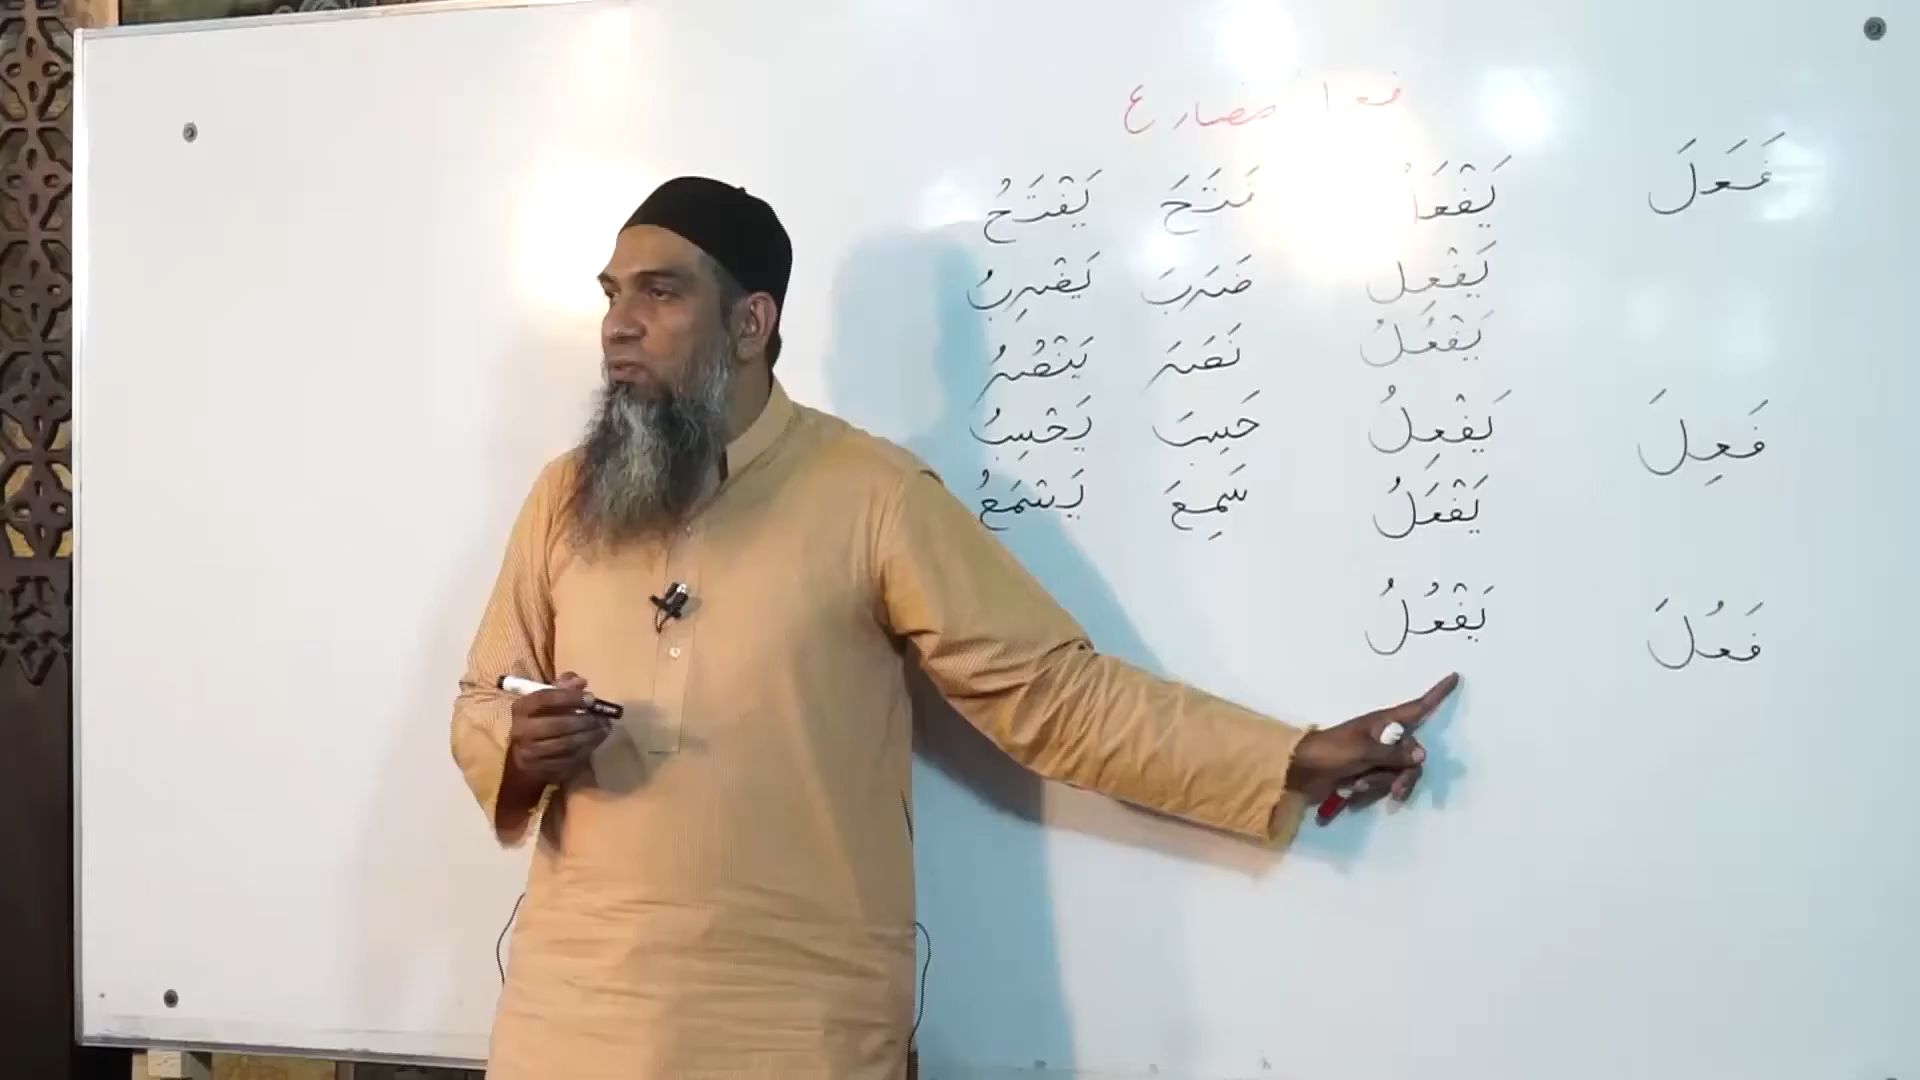 فعل مضارع
فَعَلَ يَفْعَلُ فَتَحَ يَفْتَحُ
يَفْعِلُ ضَرَبَ يَضْرِبُ
يَفْعُلُ نَصَرَ يَنْصُرُ
فَعِلَ يَفْعِلُ حَسِبَ يَحْسِبُ
يَفْعَلُ سَمِعَ يَسْمَعُ
فَعُلَ يَفْعُلُ